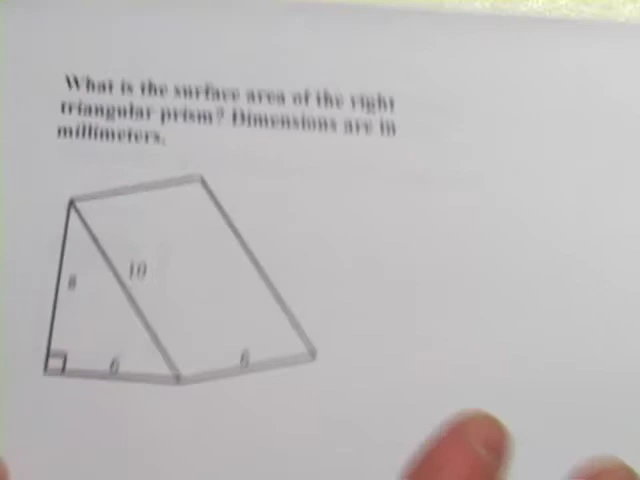 What is the surface area of the right
triangular prism? Dimensions are in
millimeters.
10
8
6
6